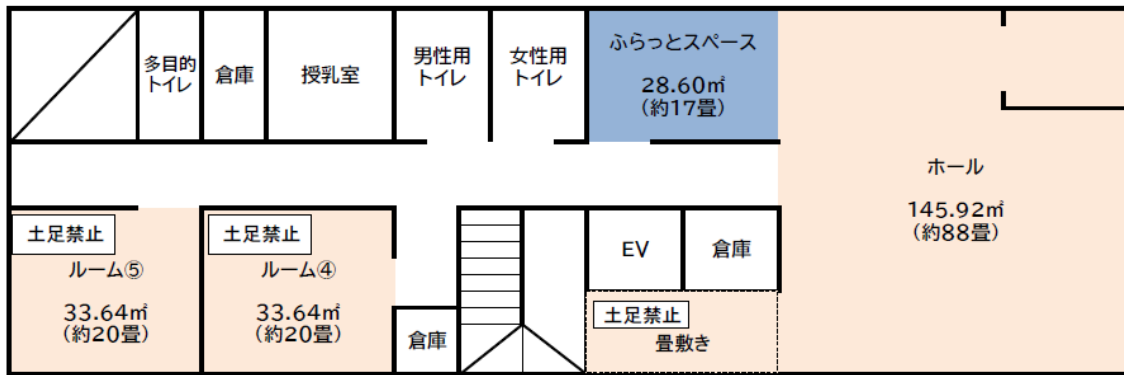 多目的
トイレ
倉庫
授乳室
男性用
トイレ
女性用
トイレ
ふらっとスペース
28.60㎡
(約17畳)
ホール
145.92㎡
(約88畳)
土足禁止
ルーム⑤
33.64㎡
(約20畳)
土足禁止
ルーム④
33.64㎡
(約20畳)
倉庫
EV
倉庫
土足禁止
畳敷き